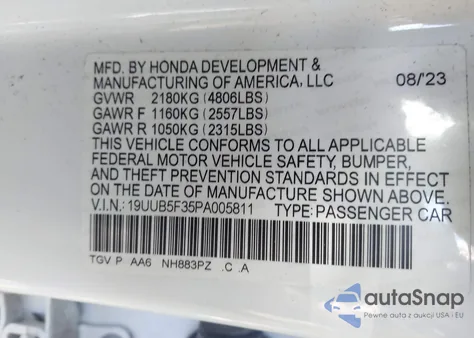 MFD. BY HONDA DEVELOPMENT &
MANUFACTURING OF AMERICA, LLC 08/23
GVWR 2180KG (4806LBS)
GAWR F 1160KG (2557LBS)
GAWR R 1050KG (2315LBS)
THIS VEHICLE CONFORMS TO ALL APPLICABLE
FEDERAL MOTOR VEHICLE SAFETY, BUMPER,
AND THEFT PREVENTION STANDARDS IN EFFECT
ON THE DATE OF MANUFACTURE SHOWN ABOVE.
V.I.N.: 19UUB5F35PA005811 TYPE: PASSENGER CAR
TGV P AA6 NH883PZ .C .A
autoSnap
Pewne auta z aukcji USA i EU